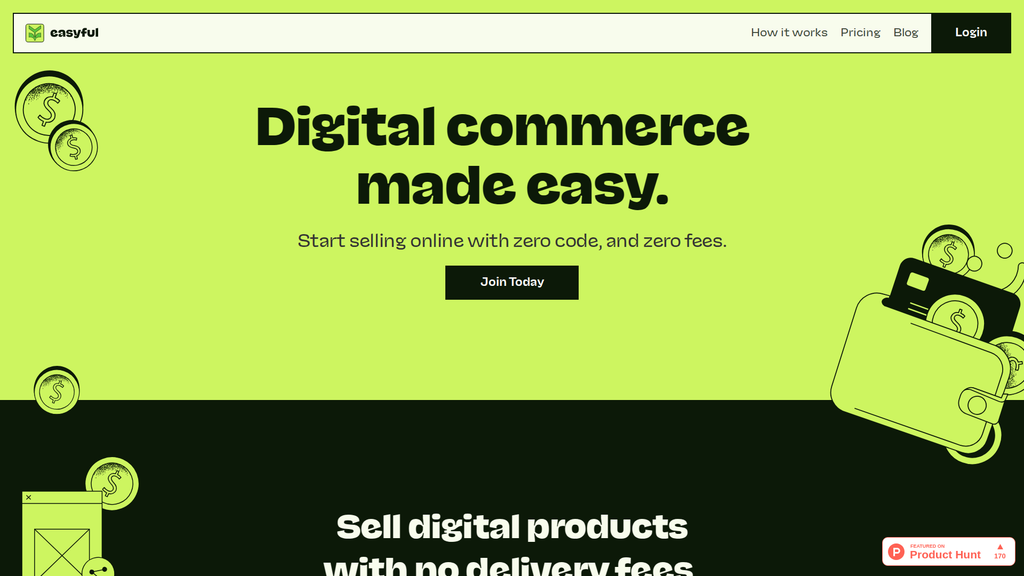 easyful
How it works Pricing Blog Login
Digital commerce
made easy.
Start selling online with zero code, and zero fees.
Join Today
Sell digital products
with no delivery fees
FEATURED ON
Product Hunt
170